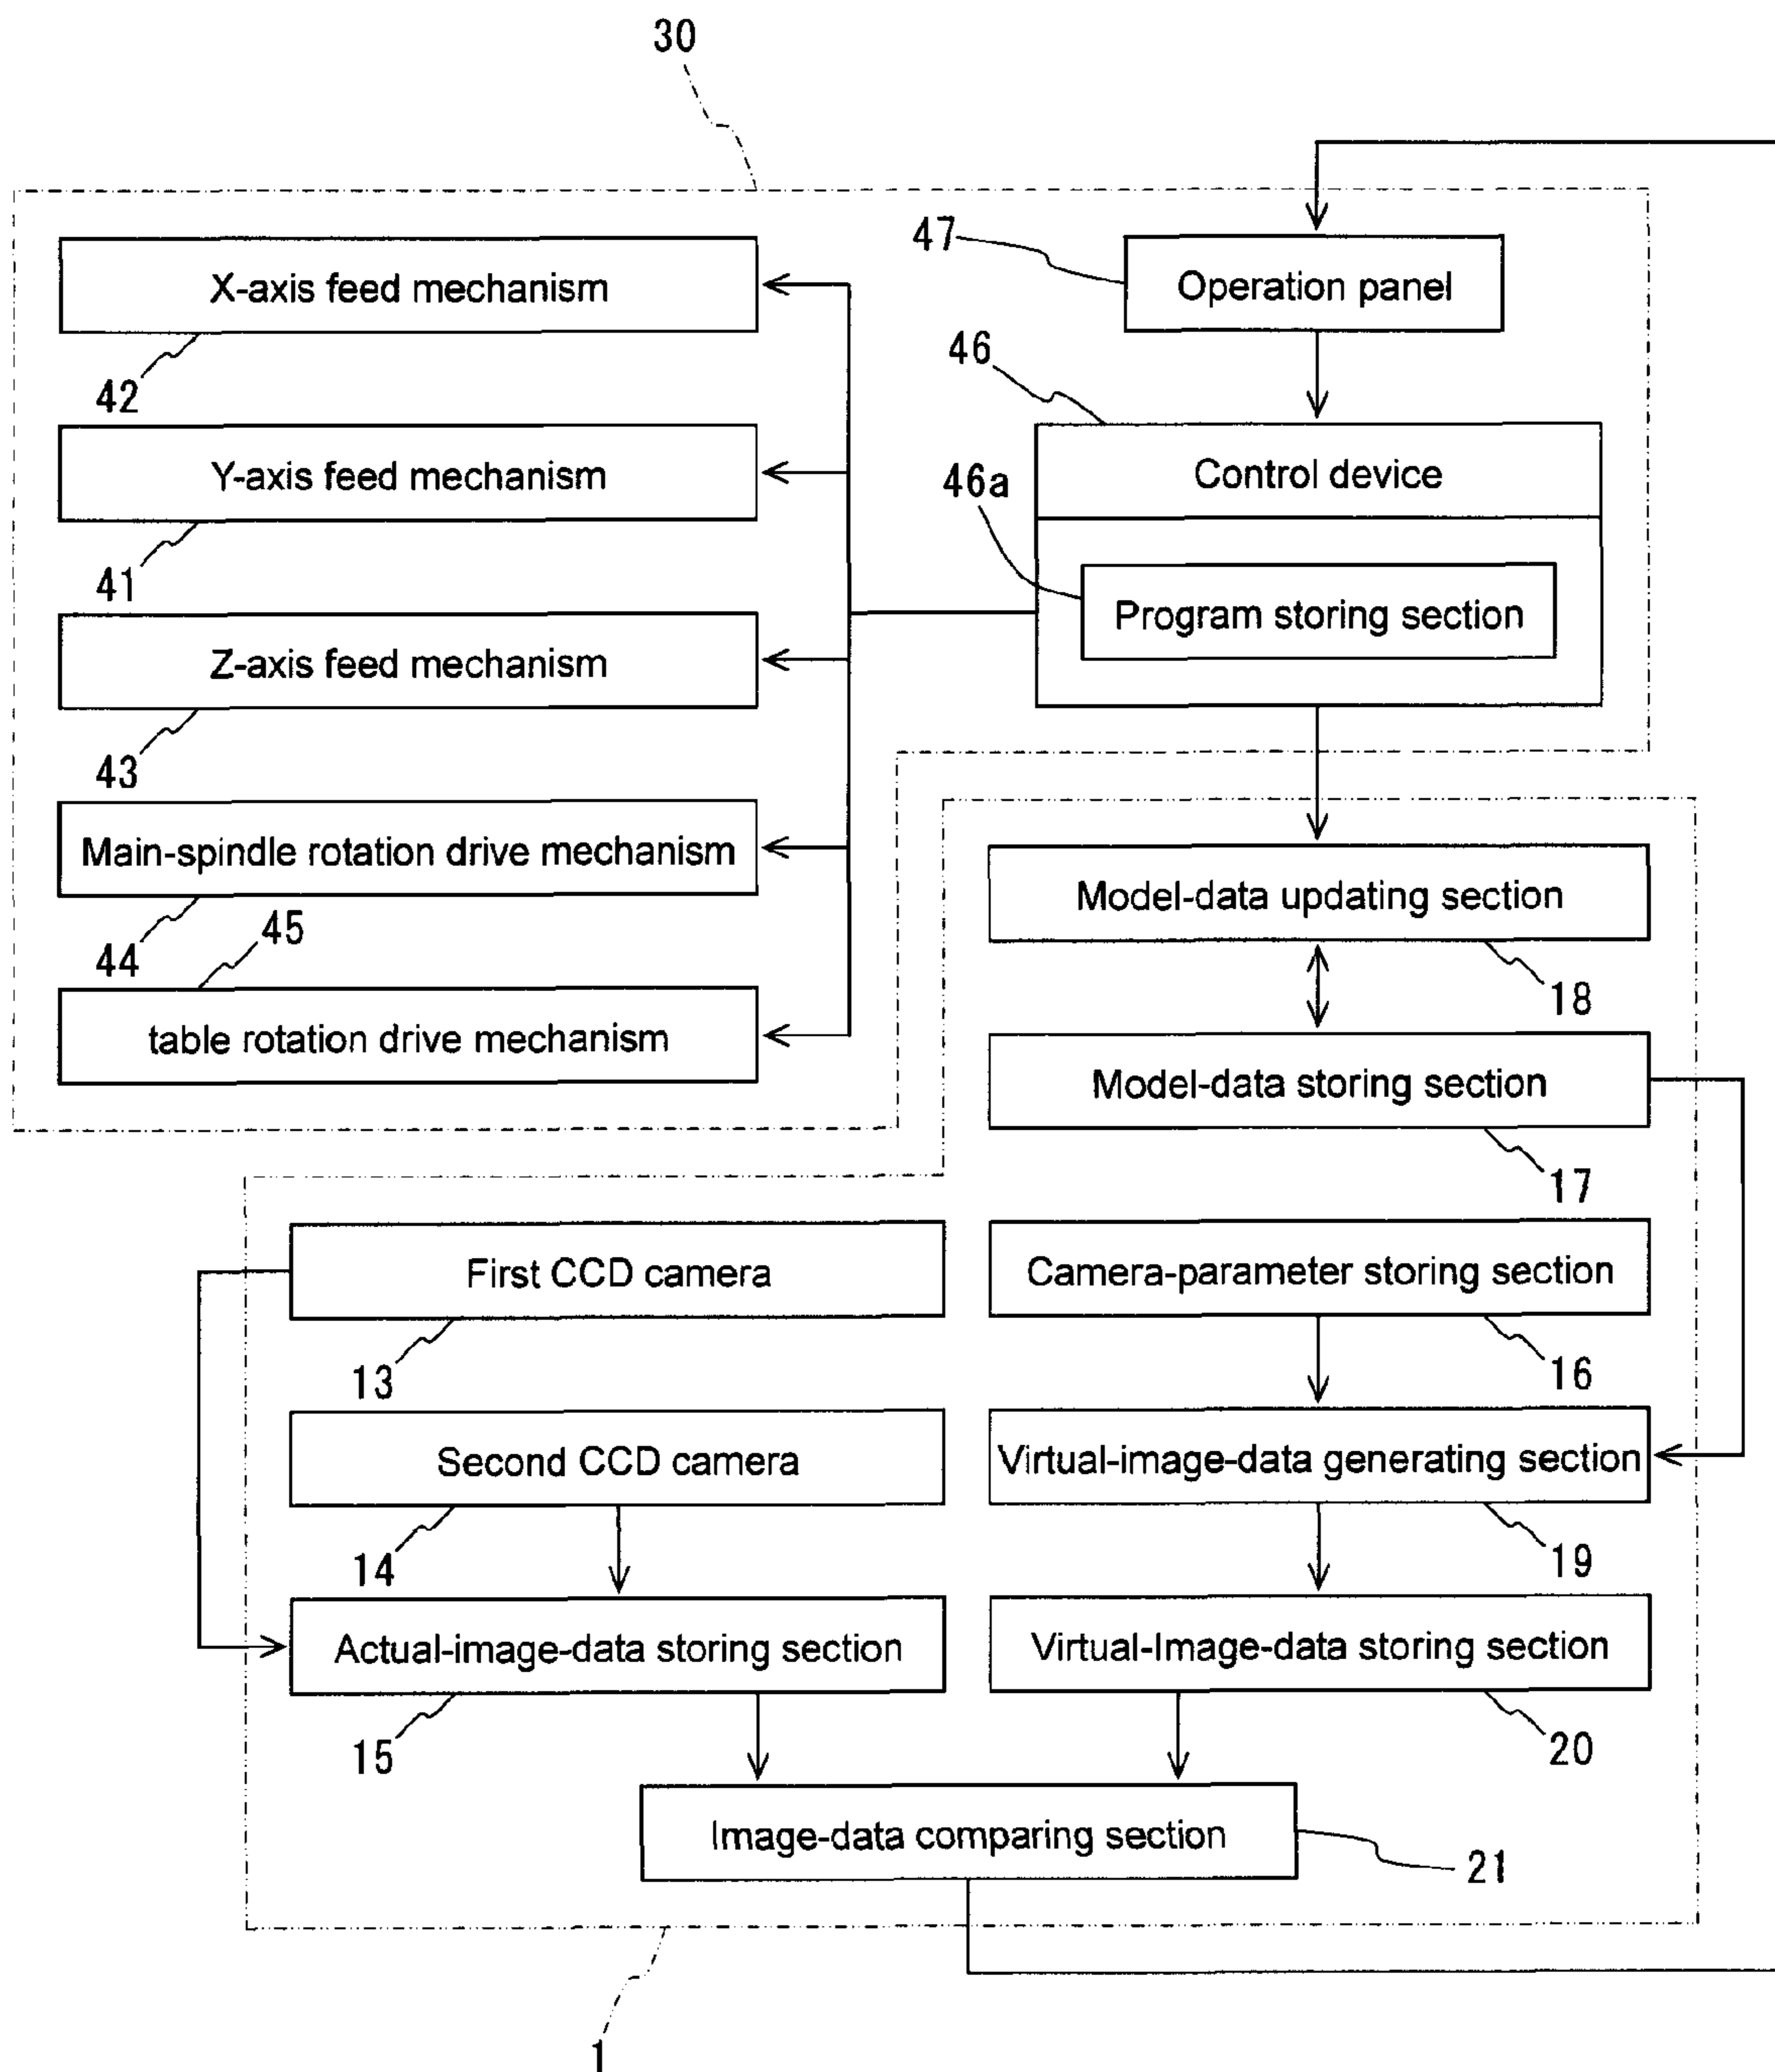 30
X-axis feed mechanism
42
Y-axis feed mechanism
41
Z-axis feed mechanism
43
Main-spindle rotation drive mechanism
44
45
table rotation drive mechanism
47
Operation panel
46
Control device
46a
Program storing section
Model-data updating section
18
Model-data storing section
17
First CCD camera
13
Camera-parameter storing section
16
Second CCD camera
14
Virtual-image-data generating section
19
Actual-image-data storing section
15
Virtual-Image-data storing section
20
Image-data comparing section
21
1